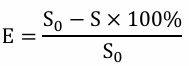 E = (S₀ − S × 100%) / S₀